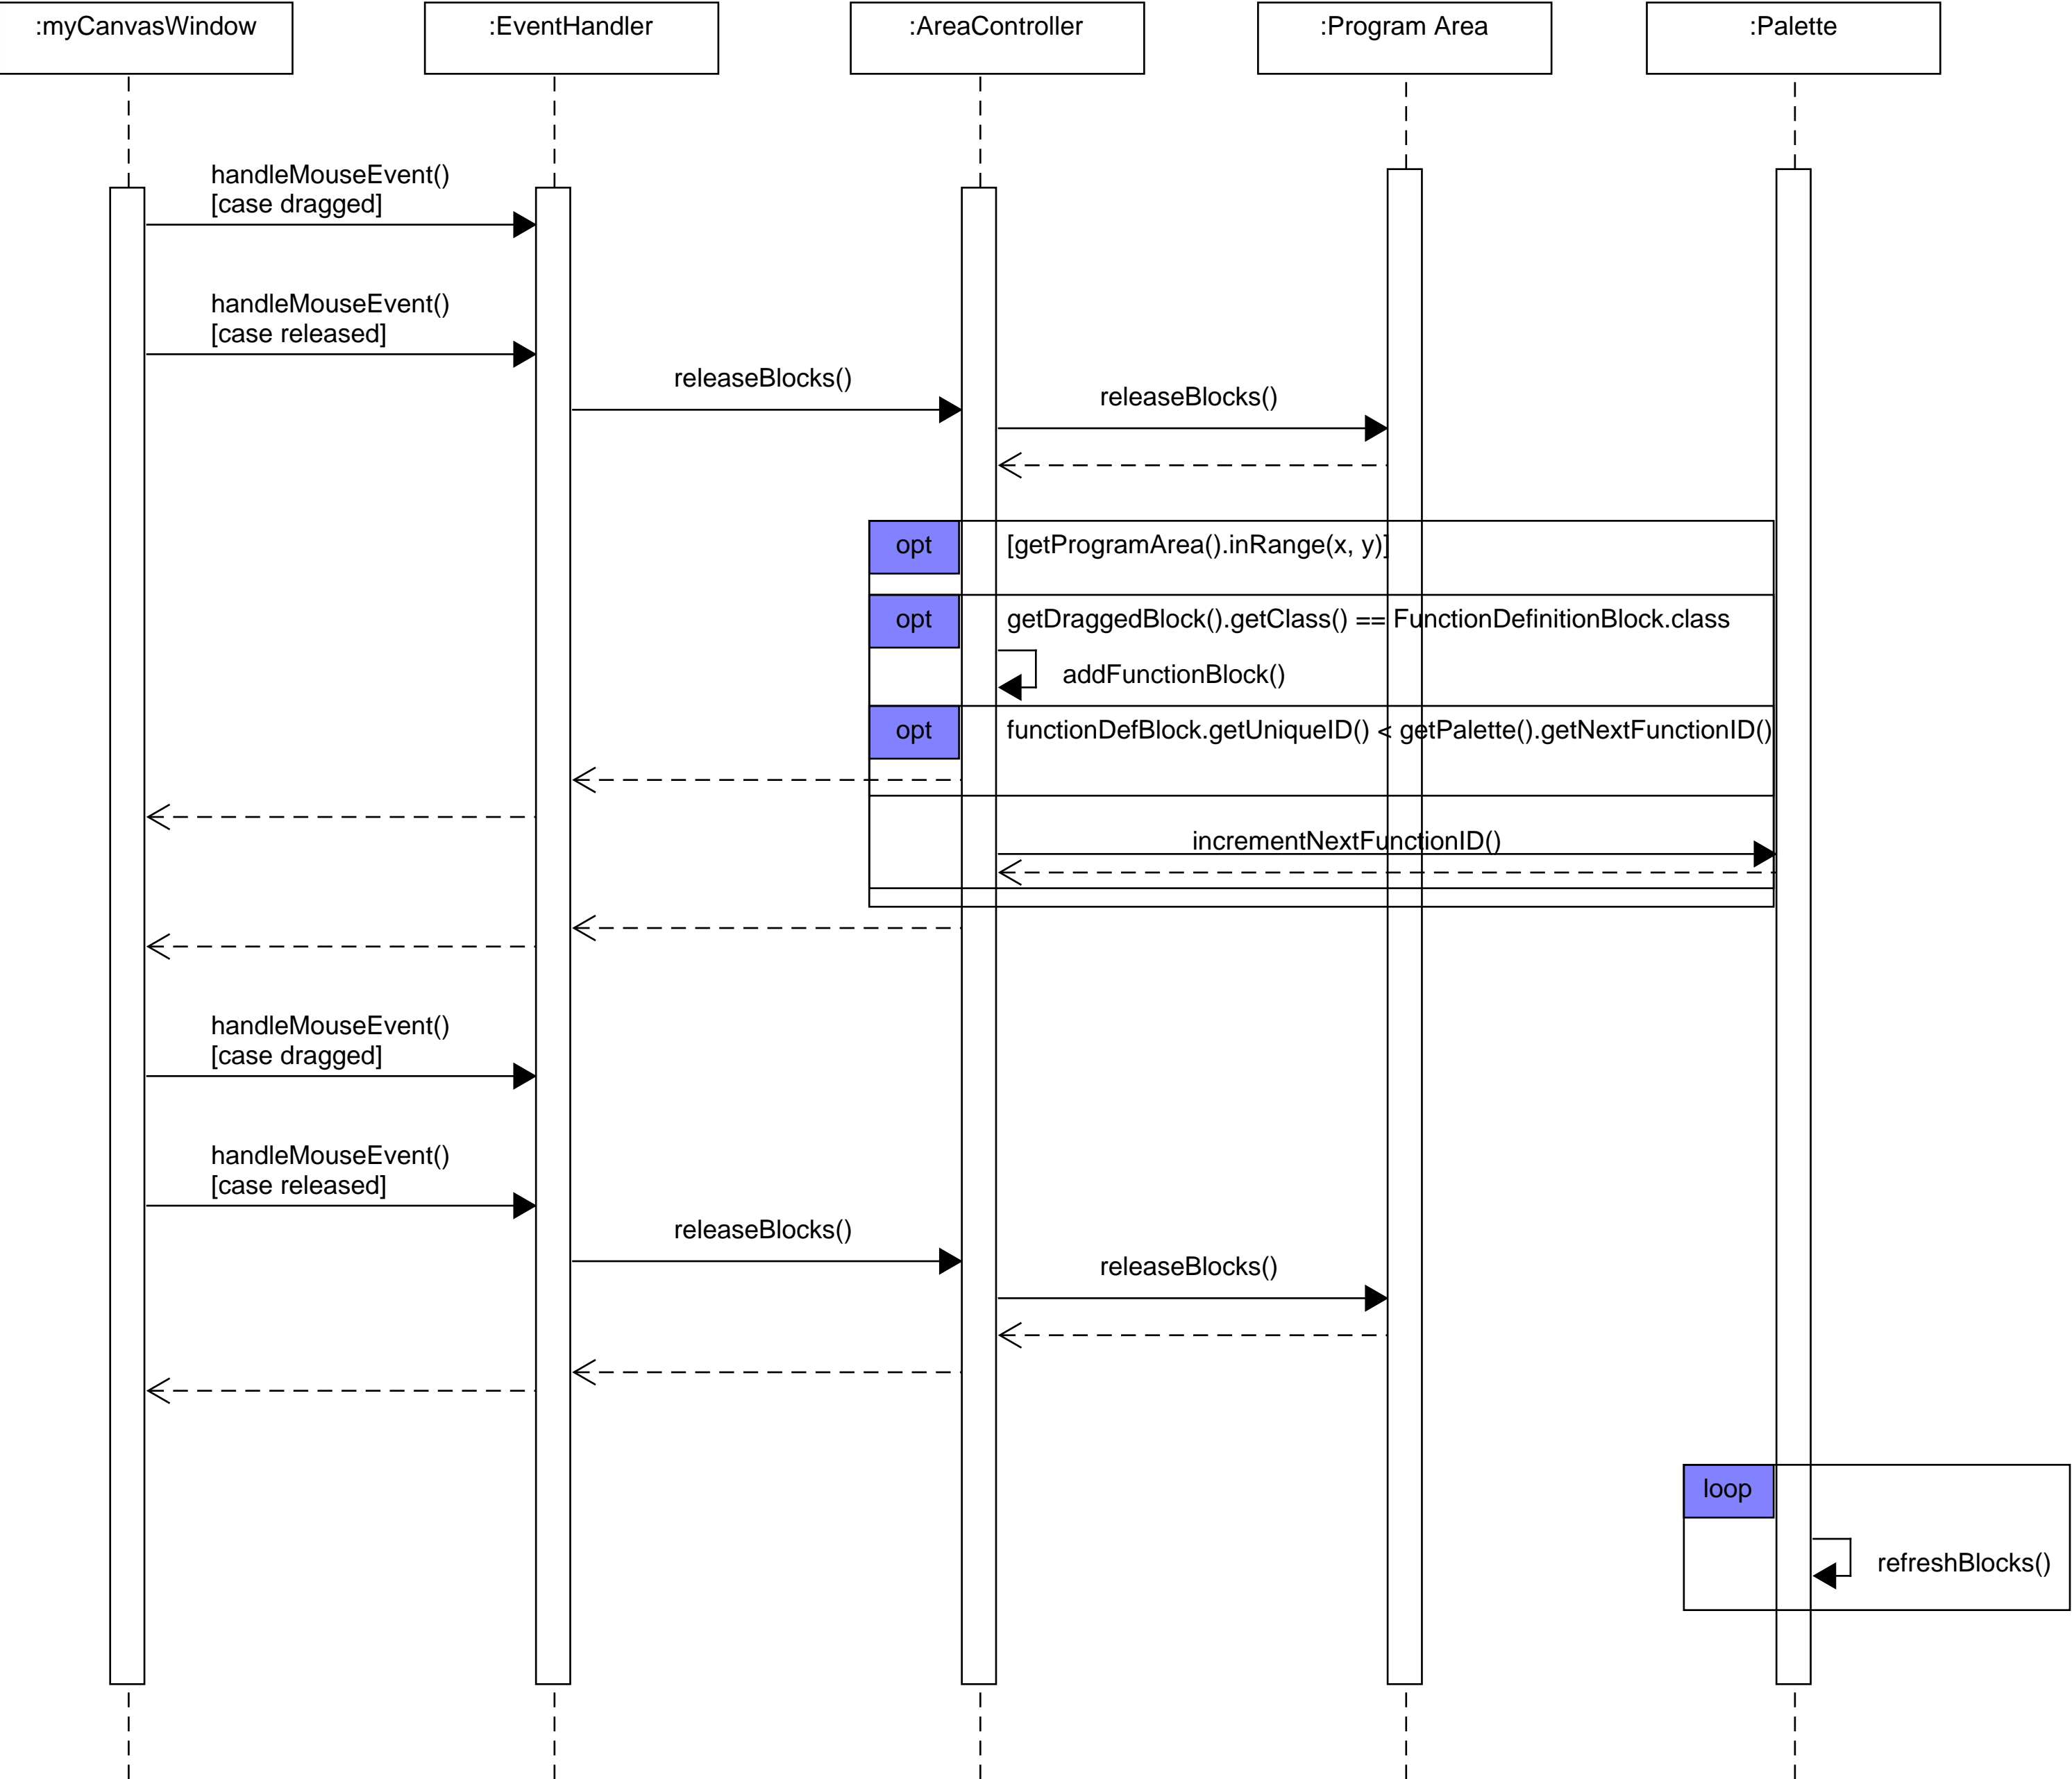 :myCanvasWindow
:EventHandler
:AreaController
:Program Area
:Palette
handleMouseEvent()
[case dragged]
handleMouseEvent()
[case released]
releaseBlocks()
releaseBlocks()
opt
[getProgramArea().inRange(x, y)]
opt
getDraggedBlock().getClass() == FunctionDefinitionBlock.class
addFunctionBlock()
opt
functionDefBlock.getUniqueID() < getPalette().getNextFunctionID()
incrementNextFunctionID()
handleMouseEvent()
[case dragged]
handleMouseEvent()
[case released]
releaseBlocks()
releaseBlocks()
loop
refreshBlocks()